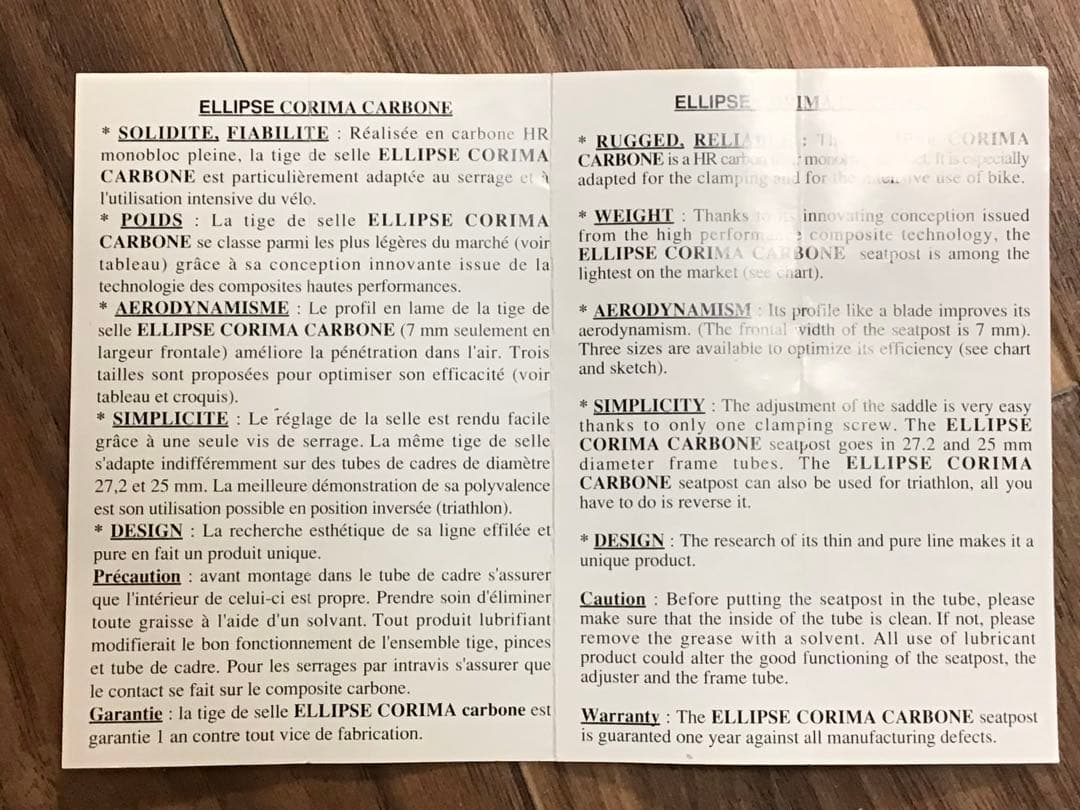 ELLIPSE CORIMA CARBONE
* SOLIDITE, FIABILITE : Réalisée en carbone HR
monobloc pleine, la tige de selle ELLIPSE CORIMA
CARBONE est particulièrement adaptée au serrage et à
l'utilisation intensive du vélo.
* POIDS : La tige de selle ELLIPSE CORIMA
CARBONE se classe parmi les plus légères du marché (voir
tableau) grâce à sa conception innovante issue de la
technologie des composites hautes performances.
* AERODYNAMISME : Le profil en lame de la tige de
selle ELLIPSE CORIMA CARBONE (7 mm seulement en
largeur frontale) améliore la pénétration dans l'air. Trois
tailles sont proposées pour optimiser son efficacité (voir
tableau et croquis).
* SIMPLICITE : Le réglage de la selle est rendu facile
grâce à une seule vis de serrage. La même tige de selle
s'adapte indifféremment sur des tubes de cadres de diamètre
27,2 et 25 mm. La meilleure démonstration de sa polyvalence
est son utilisation possible en position inversée (triathlon).
* DESIGN : La recherche esthétique de sa ligne effilée et
pure en fait un produit unique.
Précaution : avant montage dans le tube de cadre s'assurer
que l'intérieur de celui-ci est propre. Prendre soin d'éliminer
toute graisse à l'aide d'un solvant. Tout produit lubrifiant
modifierait le bon fonctionnement de l'ensemble tige, pinces
et tube de cadre. Pour les serrages par intravis s'assurer que
le contact se fait sur le composite carbone.
Garantie : la tige de selle ELLIPSE CORIMA carbone est
garantie 1 an contre tout vice de fabrication.
ELLIPSE
* RUGGED, : CORIMA
CARBONE is a HR It is especially
adapted for the clamping and for the intensive use of bike.
* WEIGHT : Thanks to its innovating conception issued
from the high performance composite technology, the
ELLIPSE CORIMA CARBONE seatpost is among the
lightest on the market (see chart).
* AERODYNAMISM : Its profile like a blade improves its
aerodynamism. (The frontal width of the seatpost is 7 mm).
Three sizes are available to optimize its efficiency (see chart
and sketch).
* SIMPLICITY : The adjustment of the saddle is very easy
thanks to only one clamping screw. The ELLIPSE
CORIMA CARBONE seatpost goes in 27.2 and 25 mm
diameter frame tubes. The ELLIPSE CORIMA
CARBONE seatpost can also be used for triathlon, all you
have to do is reverse it.
* DESIGN : The research of its thin and pure line makes it a
unique product.
Caution : Before putting the seatpost in the tube, please
make sure that the inside of the tube is clean. If not, please
remove the grease with a solvent. All use of lubricant
product could alter the good functioning of the seatpost, the
adjuster and the frame tube.
Warranty : The ELLIPSE CORIMA CARBONE seatpost
is guaranted one year against all manufacturing defects.